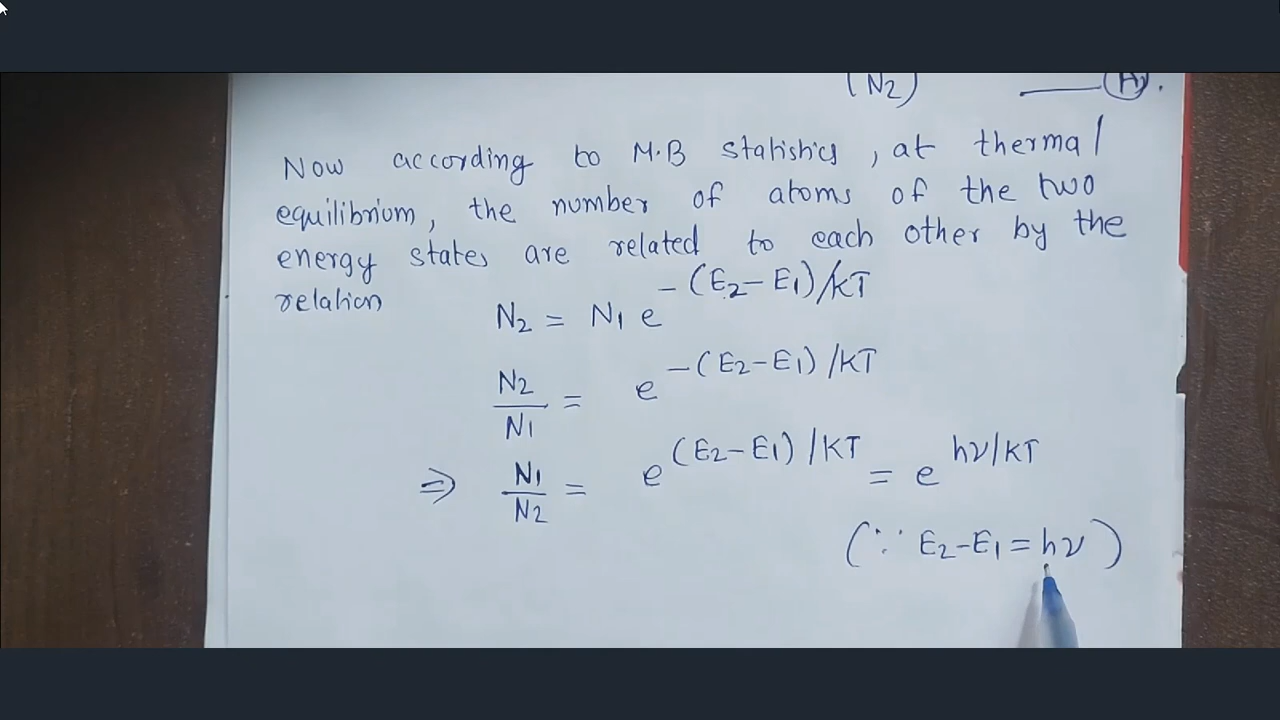 (N2) —— (A).
Now according to M.B statistics, at thermal
equilibrium, the number of atoms of the two
energy states are related to each other by the
relation
N2 = N1 e^-(E2-E1)/KT
N2/N1 = e^-(E2-E1)/KT
⇒ N1/N2 = e^(E2-E1)/KT = e^hν/KT
(∵ E2-E1 = hν)